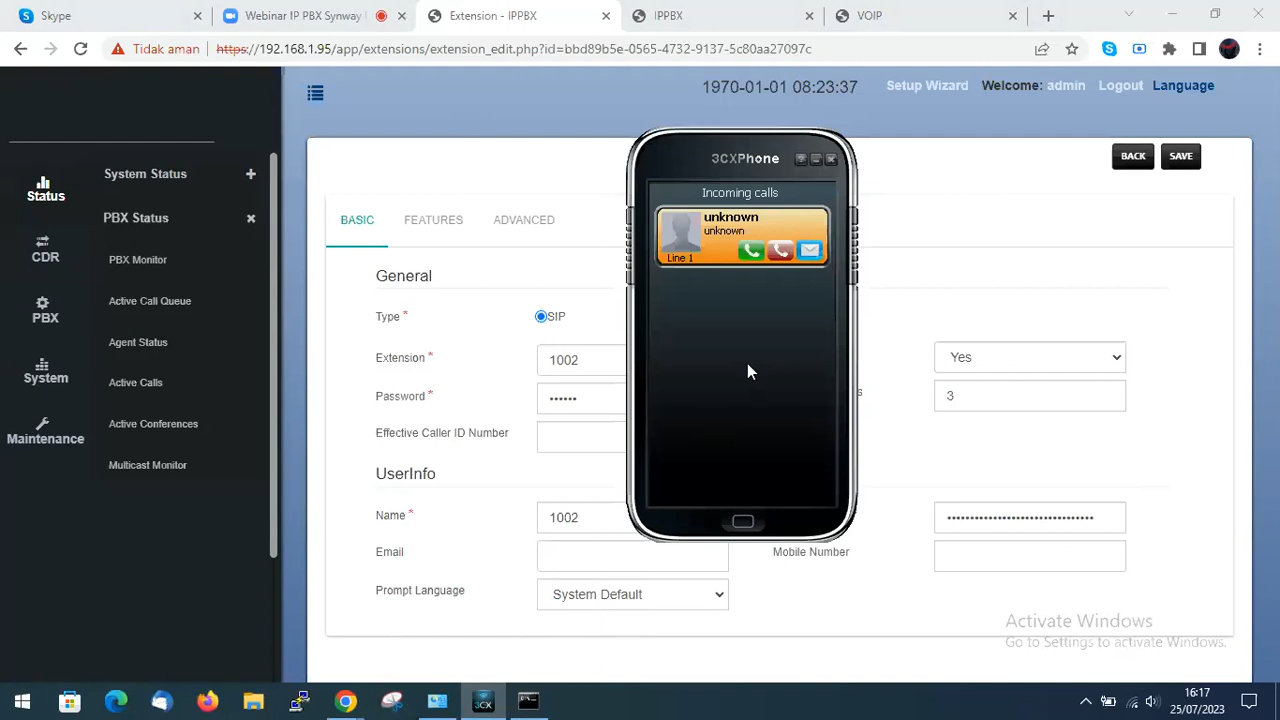 Skype
Webinar IP PBX Synway
Extension - IPPBX
IPPBX
VOIP
Tidak aman
https://192.168.1.95/app/extensions/extension_edit.php?id=bbd89b5e-0565-4732-9137-5c80aa27097c
1970-01-01 08:23:37
Setup Wizard
Welcome: admin
Logout
Language
Status
CDR
PBX
System
Maintenance
System Status
PBX Status
PBX Monitor
Active Call Queue
Agent Status
Active Calls
Active Conferences
Multicast Monitor
BACK
SAVE
BASIC
FEATURES
ADVANCED
General
Type *
SIP
Extension *
1002
Yes
Password *
••••••
s
3
Effective Caller ID Number
UserInfo
Name *
1002
••••••••••••••••••••••••••••••
Email
Mobile Number
Prompt Language
System Default
3CXPhone
Incoming calls
unknown
unknown
Line 1
Activate Windows
Go to Settings to activate Windows.
3CX
16:17
25/07/2023